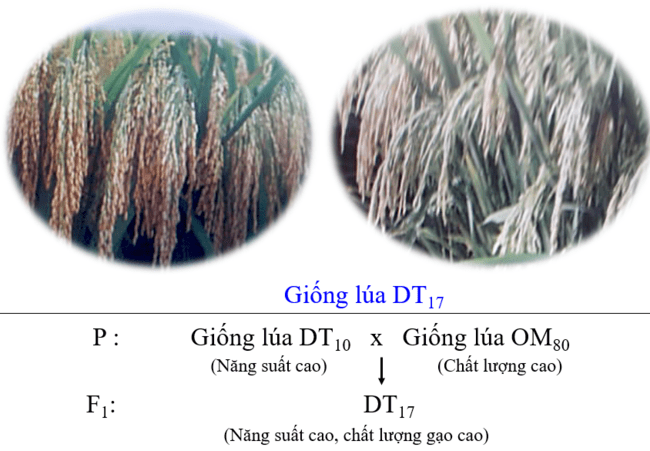 Giống lúa DT₁₇
P : Giống lúa DT₁₀ x Giống lúa OM₈₀
(Năng suất cao) (Chất lượng cao)
F₁: DT₁₇
(Năng suất cao, chất lượng gạo cao)